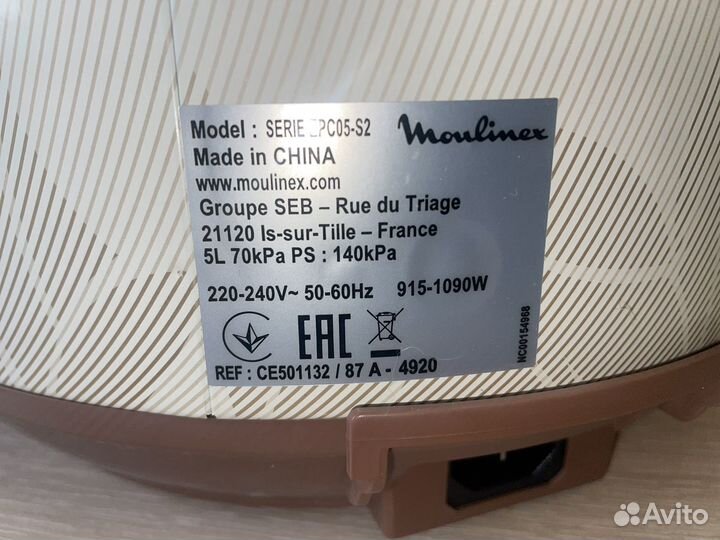 Model : SERIE EPC05-S2 Moulinex
Made in CHINA
www.moulinex.com
Groupe SEB – Rue du Triage
21120 Is-sur-Tille – France
5L 70kPa PS : 140kPa
220-240V~ 50-60Hz 915-1090W
EAC
REF : CE501132 / 87 A - 4920
NC00154968
Avito